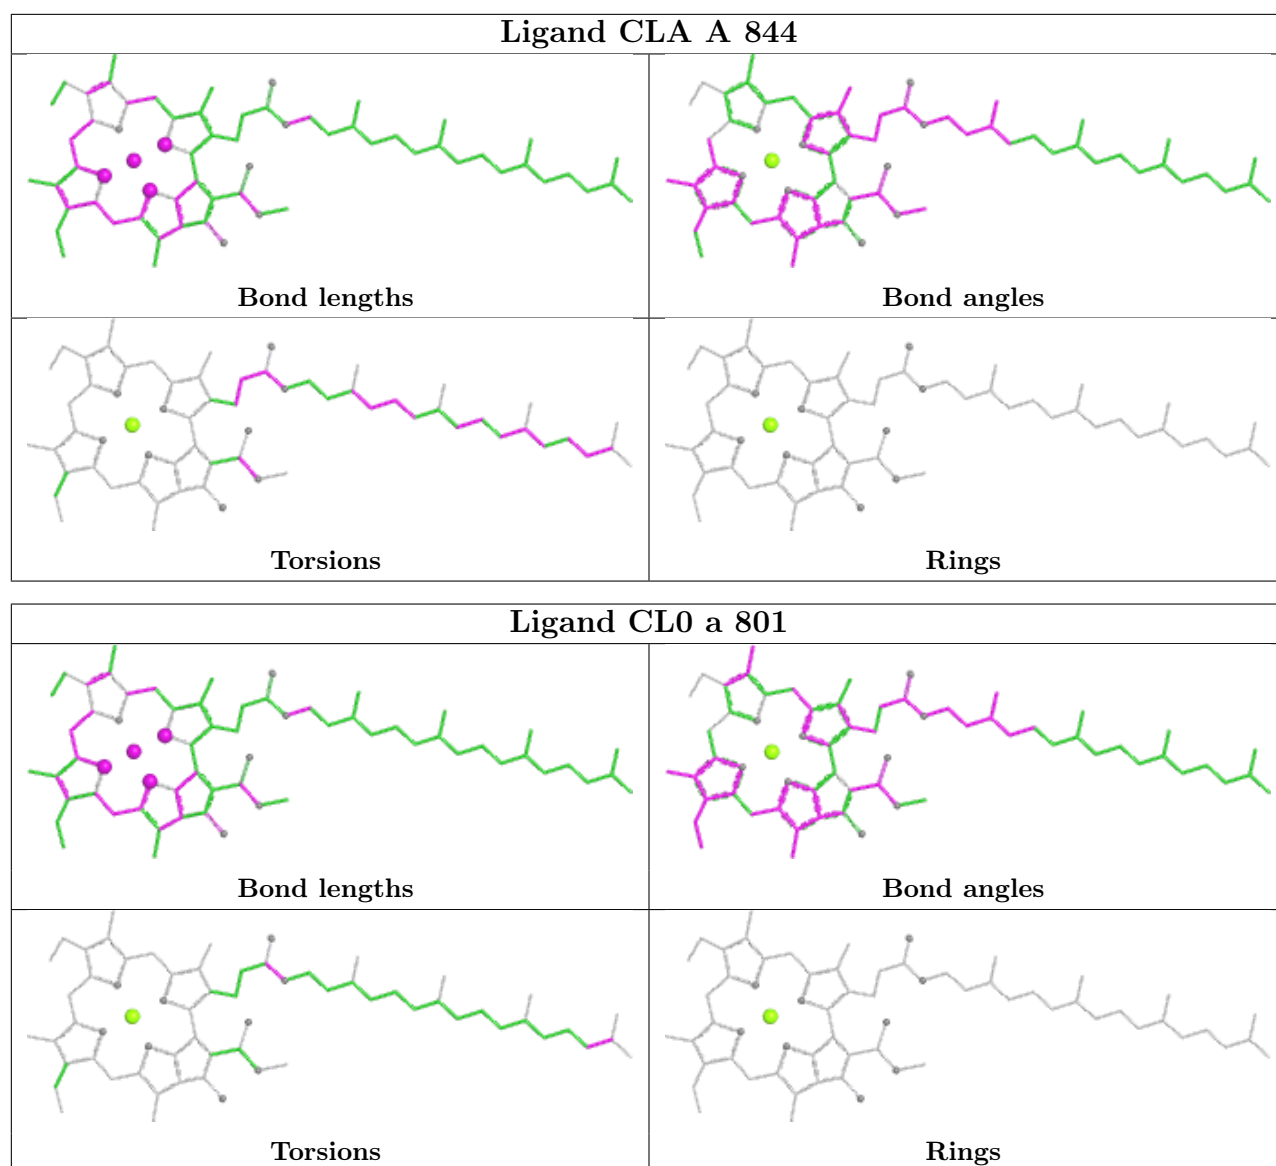 Ligand CLA A 844
Bond lengths
Bond angles
Torsions
Rings
Ligand CL0 a 801
Bond lengths
Bond angles
Torsions
Rings